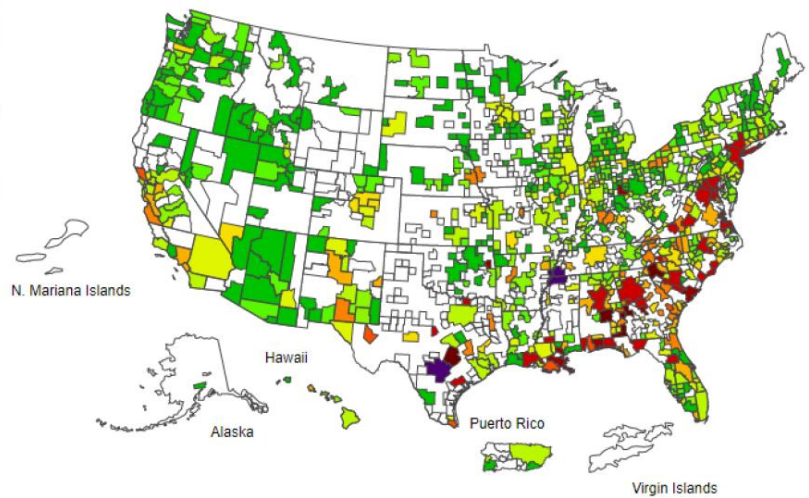 N. Mariana Islands
Hawaii
Alaska
Puerto Rico
Virgin Islands